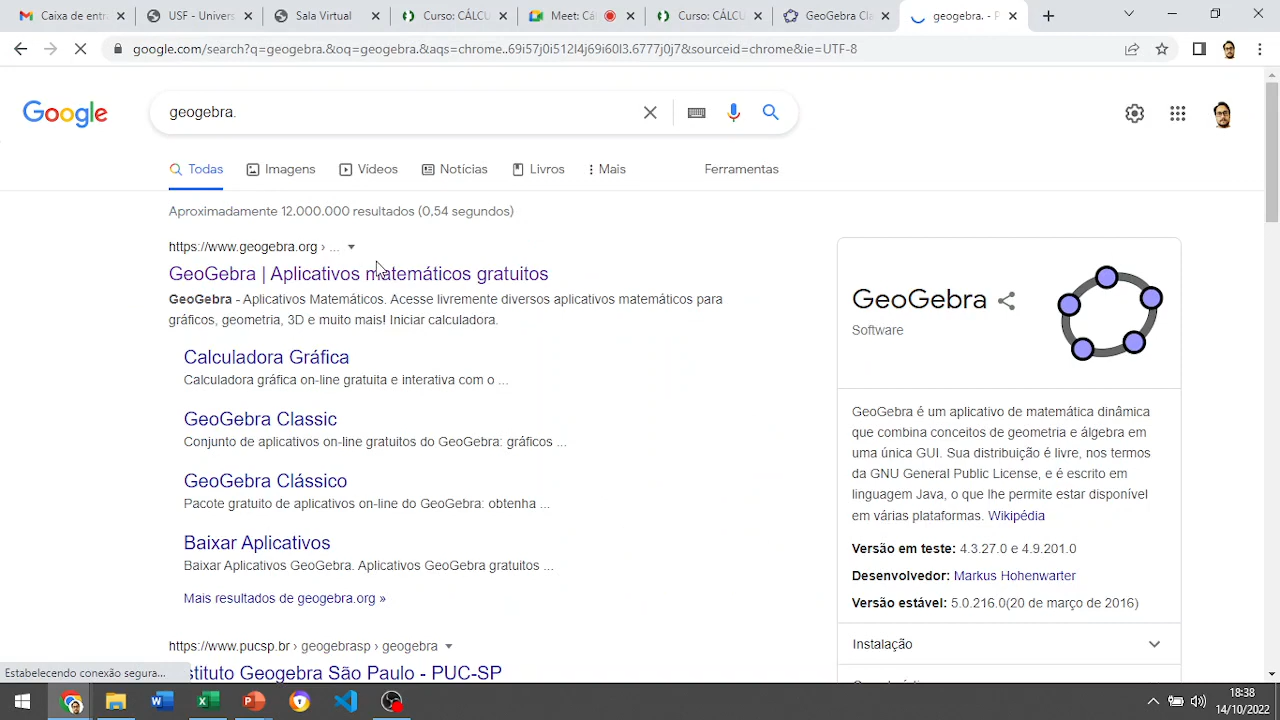 Caixa de entra
USF - Univers
Sala Virtual
Curso: CÁLC
Meet: Cá
Curso: CÁLC
GeoGebra Cla
geogebra. - P
google.com/search?q=geogebra.&oq=geogebra.&aqs=chrome..69i57j0i512l4j69i60l3.6777j0j7&sourceid=chrome&ie=UTF-8
Google
geogebra.
Todas
Imagens
Vídeos
Notícias
Livros
Mais
Ferramentas
Aproximadamente 12.000.000 resultados (0,54 segundos)
https://www.geogebra.org › ...
GeoGebra | Aplicativos matemáticos gratuitos
GeoGebra - Aplicativos Matemáticos. Acesse livremente diversos aplicativos matemáticos para
gráficos, geometria, 3D e muito mais! Iniciar calculadora.
Calculadora Gráfica
Calculadora gráfica on-line gratuita e interativa com o ...
GeoGebra Classic
Conjunto de aplicativos on-line gratuitos do GeoGebra: gráficos ...
GeoGebra Clássico
Pacote gratuito de aplicativos on-line do GeoGebra: obtenha ...
Baixar Aplicativos
Baixar Aplicativos GeoGebra. Aplicativos GeoGebra gratuitos ...
Mais resultados de geogebra.org »
https://www.pucsp.br › geogebrasp › geogebra
stituto Geogebra São Paulo - PUC-SP
GeoGebra
Software
GeoGebra é um aplicativo de matemática dinâmica
que combina conceitos de geometria e álgebra em
uma única GUI. Sua distribuição é livre, nos termos
da GNU General Public License, e é escrito em
linguagem Java, o que lhe permite estar disponível
em várias plataformas. Wikipédia
Versão em teste: 4.3.27.0 e 4.9.201.0
Desenvolvedor: Markus Hohenwarter
Versão estável: 5.0.216.0(20 de março de 2016)
Instalação
Estabelecendo conexão segura...
18:38
14/10/2022